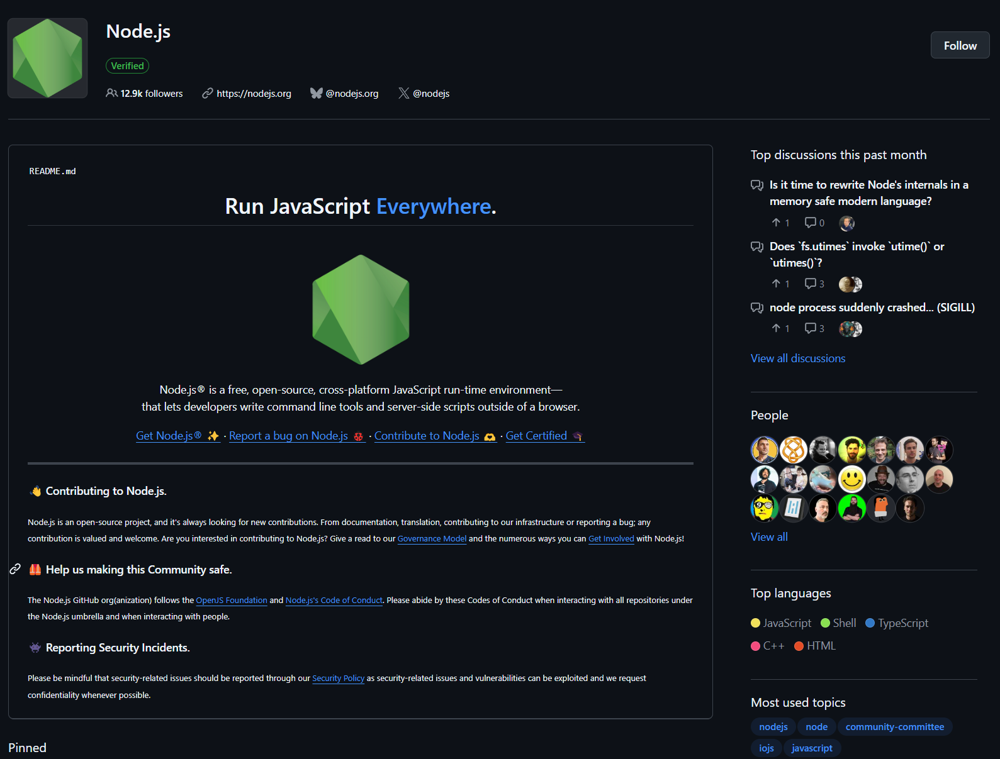 Node.js
Verified
12.9k followers
https://nodejs.org
@nodejs.org
@nodejs
Follow
README.md
Run JavaScript Everywhere.
Node.js® is a free, open-source, cross-platform JavaScript run-time environment—
that lets developers write command line tools and server-side scripts outside of a browser.
Get Node.js® ✨ · Report a bug on Node.js 🐞 · Contribute to Node.js 🫶 · Get Certified 🎓
👋 Contributing to Node.js.
Node.js is an open-source project, and it's always looking for new contributions. From documentation, translation, contributing to our infrastructure or reporting a bug; any
contribution is valued and welcome. Are you interested in contributing to Node.js? Give a read to our Governance Model and the numerous ways you can Get Involved with Node.js!
🦺 Help us making this Community safe.
The Node.js GitHub org(anization) follows the OpenJS Foundation and Node.js's Code of Conduct. Please abide by these Codes of Conduct when interacting with all repositories under
the Node.js umbrella and when interacting with people.
👾 Reporting Security Incidents.
Please be mindful that security-related issues should be reported through our Security Policy as security-related issues and vulnerabilities can be exploited and we request
confidentiality whenever possible.
Pinned
Top discussions this past month
Is it time to rewrite Node's internals in a
memory safe modern language?
1 0
Does `fs.utimes` invoke `utime()` or
`utimes()`?
1 3
node process suddenly crashed... (SIGILL)
1 3
View all discussions
People
View all
Top languages
JavaScript Shell TypeScript
C++ HTML
Most used topics
nodejs node community-committee
iojs javascript